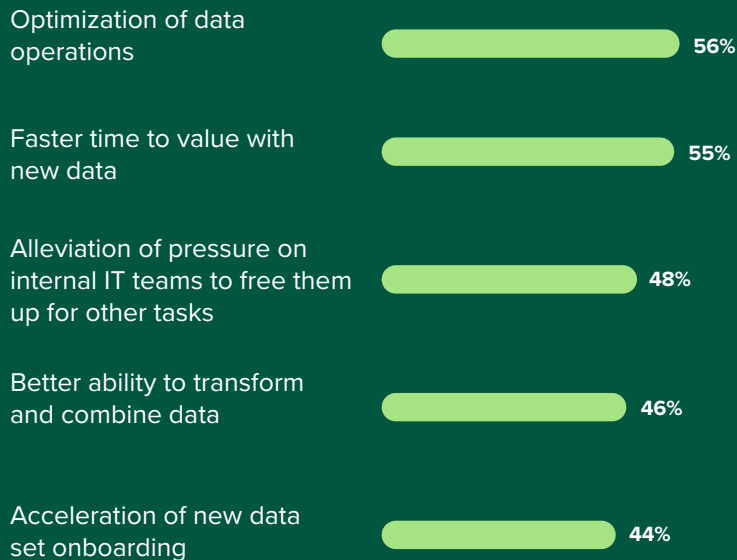 Optimization of data
operations
56%
Faster time to value with
new data
55%
Alleviation of pressure on
internal IT teams to free them
up for other tasks
48%
Better ability to transform
and combine data
46%
Acceleration of new data
set onboarding
44%